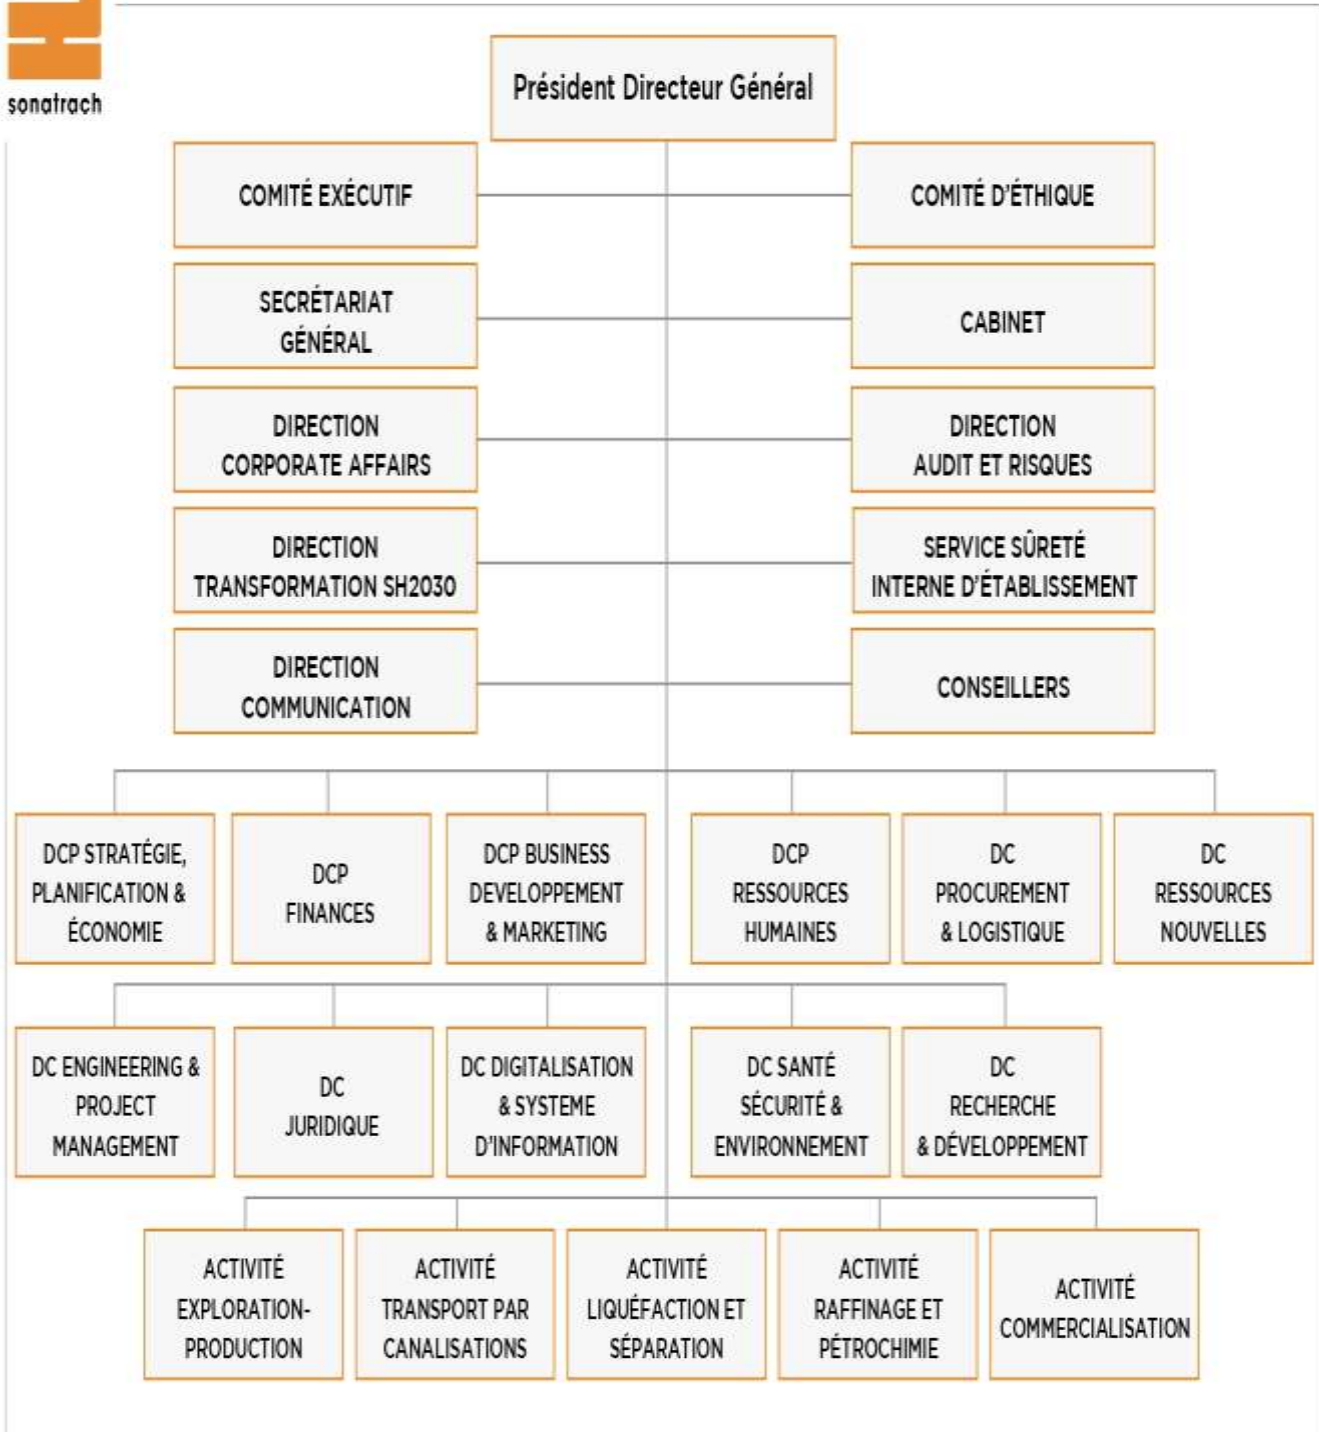 sonatrach
Président Directeur Général
COMITÉ EXÉCUTIF
COMITÉ D'ÉTHIQUE
SECRÉTARIAT
GÉNÉRAL
CABINET
DIRECTION
CORPORATE AFFAIRS
DIRECTION
AUDIT ET RISQUES
DIRECTION
TRANSFORMATION SH2030
SERVICE SÛRETÉ
INTERNE D'ÉTABLISSEMENT
DIRECTION
COMMUNICATION
CONSEILLERS
DCP STRATÉGIE,
PLANIFICATION &
ÉCONOMIE
DCP
FINANCES
DCP BUSINESS
DEVELOPPEMENT
& MARKETING
DCP
RESSOURCES
HUMAINES
DC
PROCUREMENT
& LOGISTIQUE
DC
RESSOURCES
NOUVELLES
DC ENGINEERING &
PROJECT
MANAGEMENT
DC
JURIDIQUE
DC DIGITALISATION
& SYSTEME
D'INFORMATION
DC SANTÉ
SÉCURITÉ &
ENVIRONNEMENT
DC
RECHERCHE
& DÉVELOPPEMENT
ACTIVITÉ
EXPLORATION-
PRODUCTION
ACTIVITÉ
TRANSPORT PAR
CANALISATIONS
ACTIVITÉ
LIQUÉFACTION ET
SÉPARATION
ACTIVITÉ
RAFFINAGE ET
PÉTROCHIMIE
ACTIVITÉ
COMMERCIALISATION